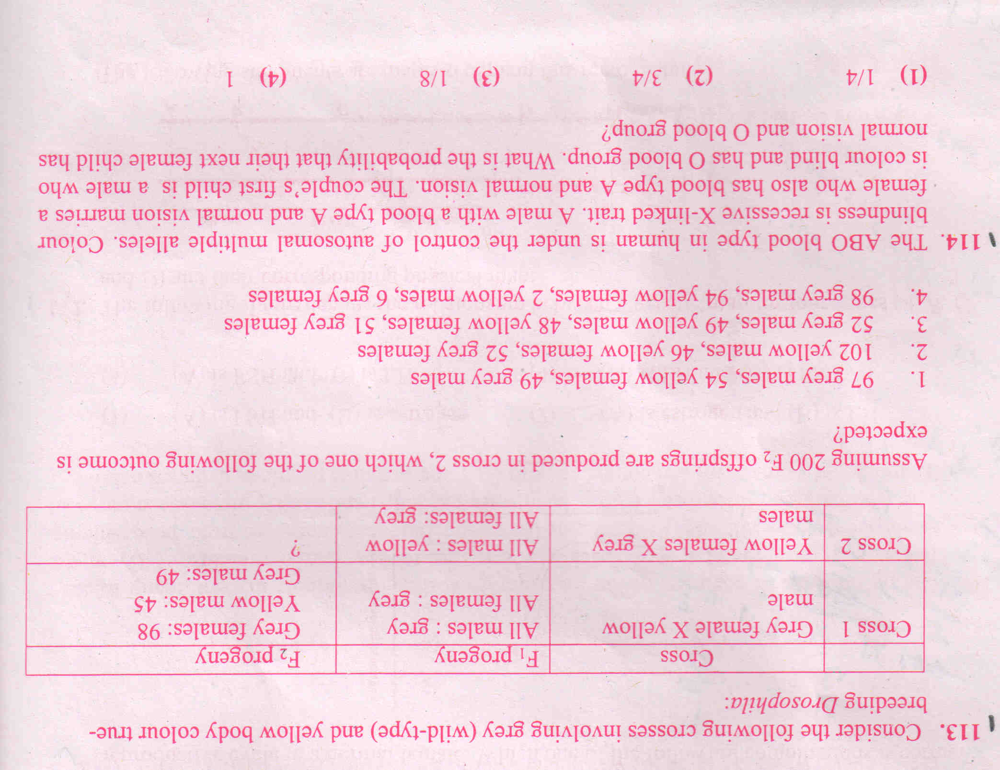 113. Consider the following crosses involving grey (wild-type) and yellow body colour true-
breeding Drosophila:
Cross F₁ progeny F₂ progeny
Cross 1 Grey female X yellow All males : grey Grey females: 98
male All females : grey Yellow males: 45
Grey males: 49
Cross 2 Yellow females X grey All males : yellow ?
males All females: grey
Assuming 200 F₂ offsprings are produced in cross 2, which one of the following outcome is
expected?
1. 97 grey males, 54 yellow females, 49 grey males
2. 102 yellow males, 46 yellow females, 52 grey females
3. 52 grey males, 49 yellow males, 48 yellow females, 51 grey females
4. 98 grey males, 94 yellow females, 2 yellow males, 6 grey females
114. The ABO blood type in human is under the control of autosomal multiple alleles. Colour
blindness is recessive X-linked trait. A male with a blood type A and normal vision marries a
female who also has blood type A and normal vision. The couple's first child is a male who
is colour blind and has O blood group. What is the probability that their next female child has
normal vision and O blood group?
(1) 1/4 (2) 3/4 (3) 1/8 (4) 1